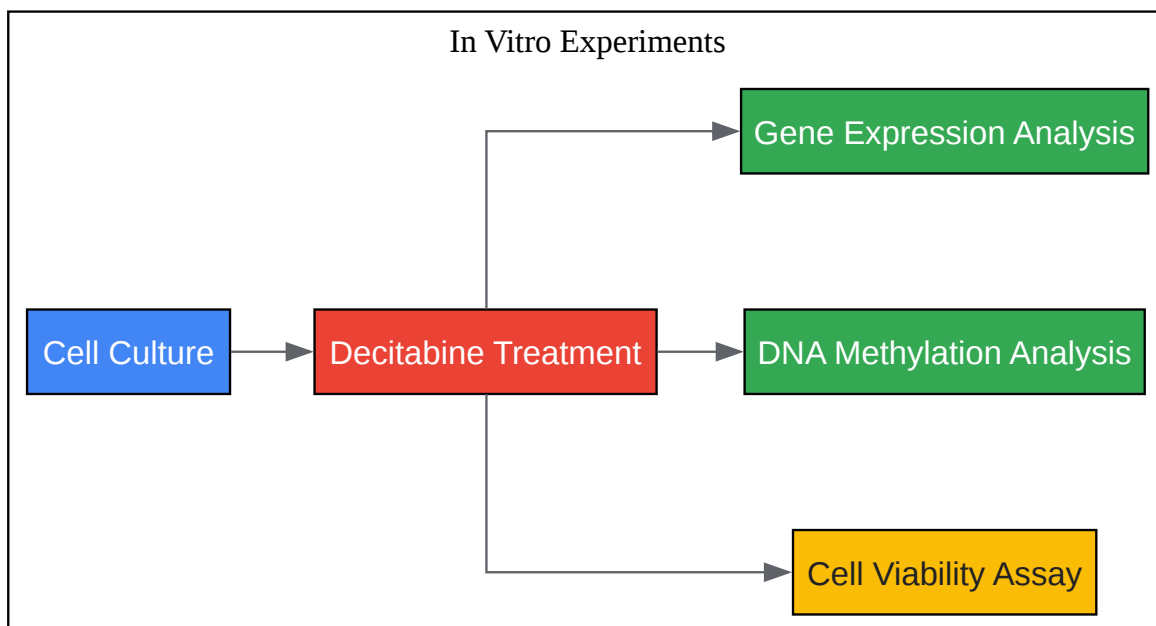 In Vitro Experiments
Gene Expression Analysis
Cell Culture
Decitabine Treatment
DNA Methylation Analysis
Cell Viability Assay